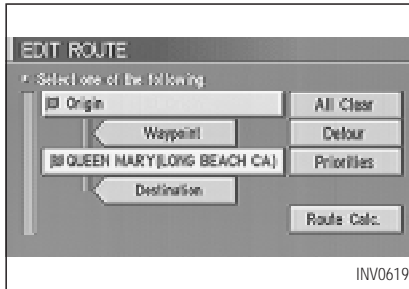 EDIT ROUTE
Select one of the following.
Origin
All Clear
Waypoint
Detour
QUEEN MARY(LONG BEACH CA)
Priorities
Destination
Route Calc.
INV0619